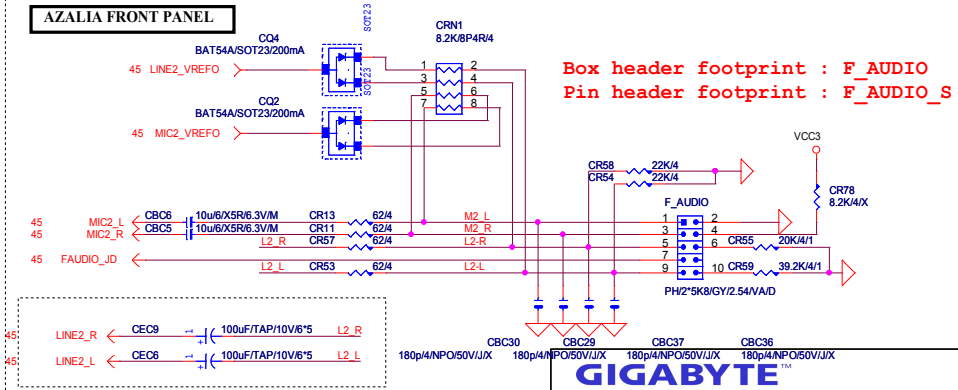 AZALIA FRONT PANEL
CQ4
BAT54A/SOT23/200mA
SOT23
45 LINE2_VREFO
CRN1
8.2K/8P4R/4
1 2
3 4
5 6
7 8
SOT23
CQ2
BAT54A/SOT23/200mA
45 MIC2_VREFO
Box header footprint : F_AUDIO
Pin header footprint : F_AUDIO_S
VCC3
CR58 22K/4
CR54 22K/4
CR78
8.2K/4/X
F_AUDIO
45 MIC2_L CBC6 10u/6/X5R/6.3V/M CR13 62/4 M2_L 1 2
45 MIC2_R CBC5 10u/6/X5R/6.3V/M CR11 62/4 M2_R 3 4
L2_R CR57 62/4 L2-R 5 6 CR55 20K/4/1
45 FAUDIO_JD 7
L2_L CR53 62/4 L2-L 9 10 CR59 39.2K/4/1
PH/2*5K8/GY/2.54/VA/D
45 LINE2_R CEC9 1 + 100uF/TAP/10V/6*5 L2_R
45 LINE2_L CEC6 1 + 100uF/TAP/10V/6*5 L2_L
CBC30 CBC29 CBC37 CBC36
180p/4/NPO/50V/J/X 180p/4/NPO/50V/J/X 180p/4/NPO/50V/J/X 180p/4/NPO/50V/J/X
GIGABYTE™